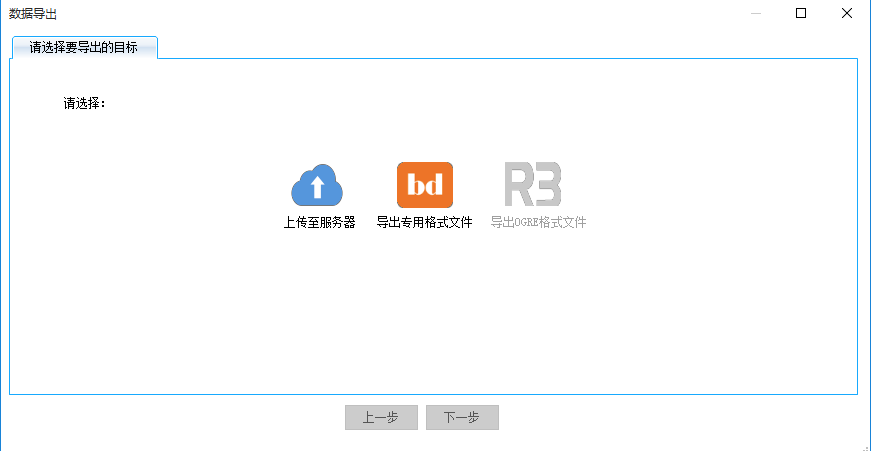 数据导出
请选择要导出的目标
请选择:
bd
R3
上传至服务器
导出专用格式文件
导出OGRE格式文件
上一步
下一步